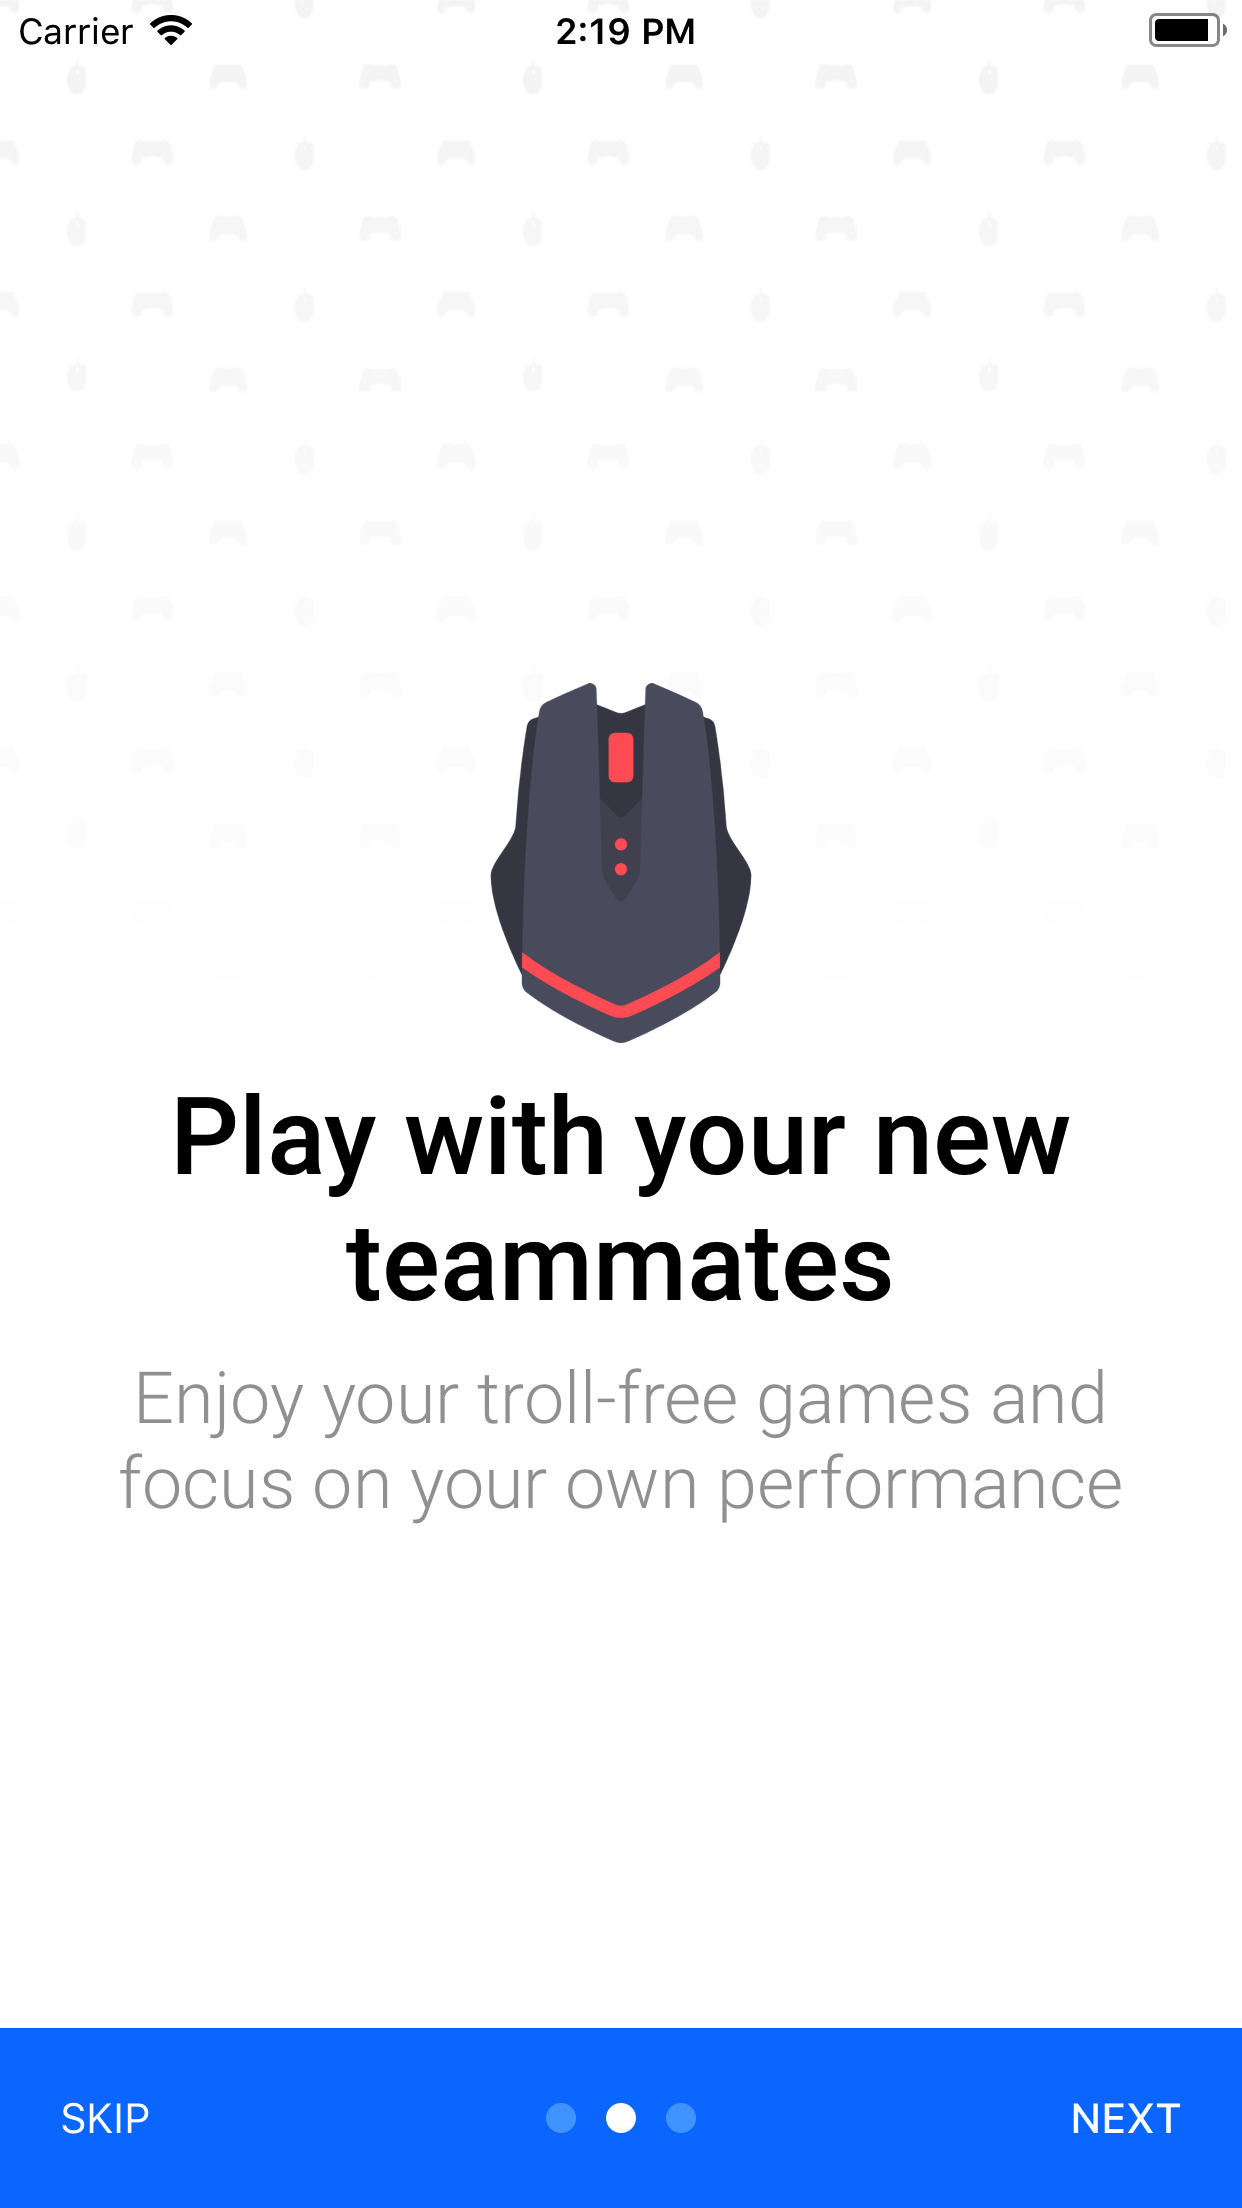 Carrier 2:19 PM
Play with your new
teammates
Enjoy your troll-free games and
focus on your own performance
SKIP NEXT